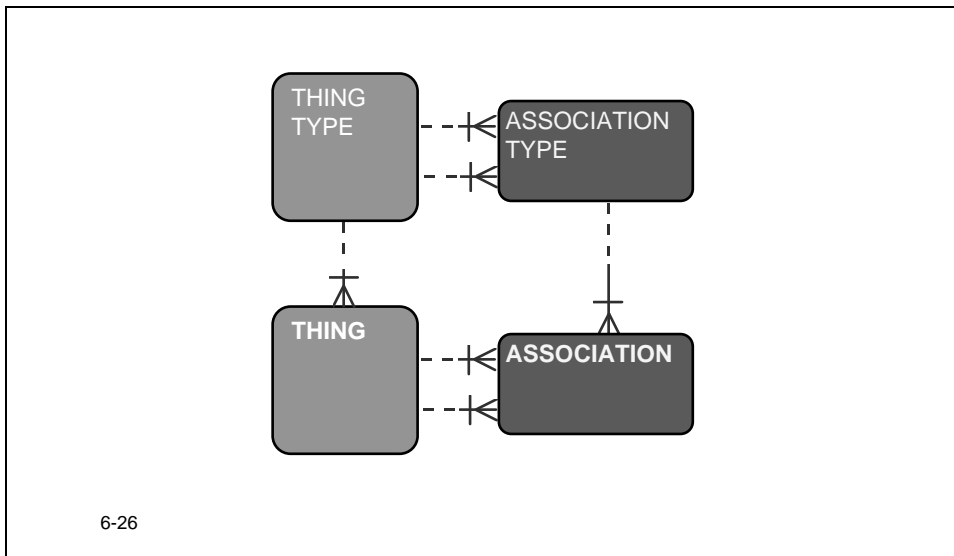 THING
TYPE
ASSOCIATION
TYPE
THING
ASSOCIATION
6-26